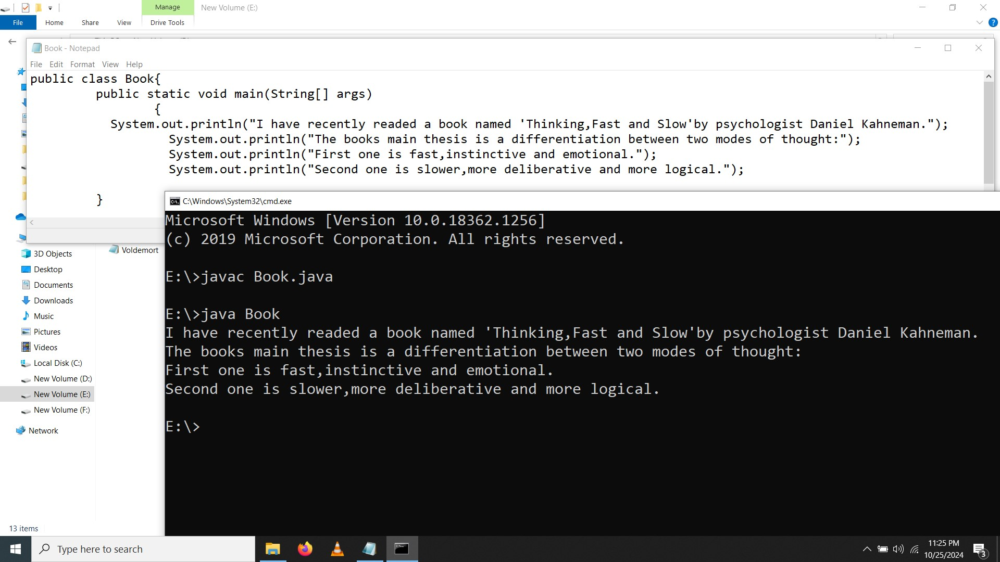 Manage
New Volume (E:)
File
Home
Share
View
Drive Tools
Book - Notepad
File Edit Format View Help
public class Book{
public static void main(String[] args)
{
System.out.println("I have recently readed a book named 'Thinking,Fast and Slow'by psychologist Daniel Kahneman.");
System.out.println("The books main thesis is a differentiation between two modes of thought:");
System.out.println("First one is fast,instinctive and emotional.");
System.out.println("Second one is slower,more deliberative and more logical.");
}
C:\Windows\System32\cmd.exe
Microsoft Windows [Version 10.0.18362.1256]
(c) 2019 Microsoft Corporation. All rights reserved.
E:\>javac Book.java
E:\>java Book
I have recently readed a book named 'Thinking,Fast and Slow'by psychologist Daniel Kahneman.
The books main thesis is a differentiation between two modes of thought:
First one is fast,instinctive and emotional.
Second one is slower,more deliberative and more logical.
E:\>
Voldemort
3D Objects
Desktop
Documents
Downloads
Music
Pictures
Videos
Local Disk (C:)
New Volume (D:)
New Volume (E:)
New Volume (F:)
Network
13 items
Type here to search
11:25 PM
10/25/2024
3